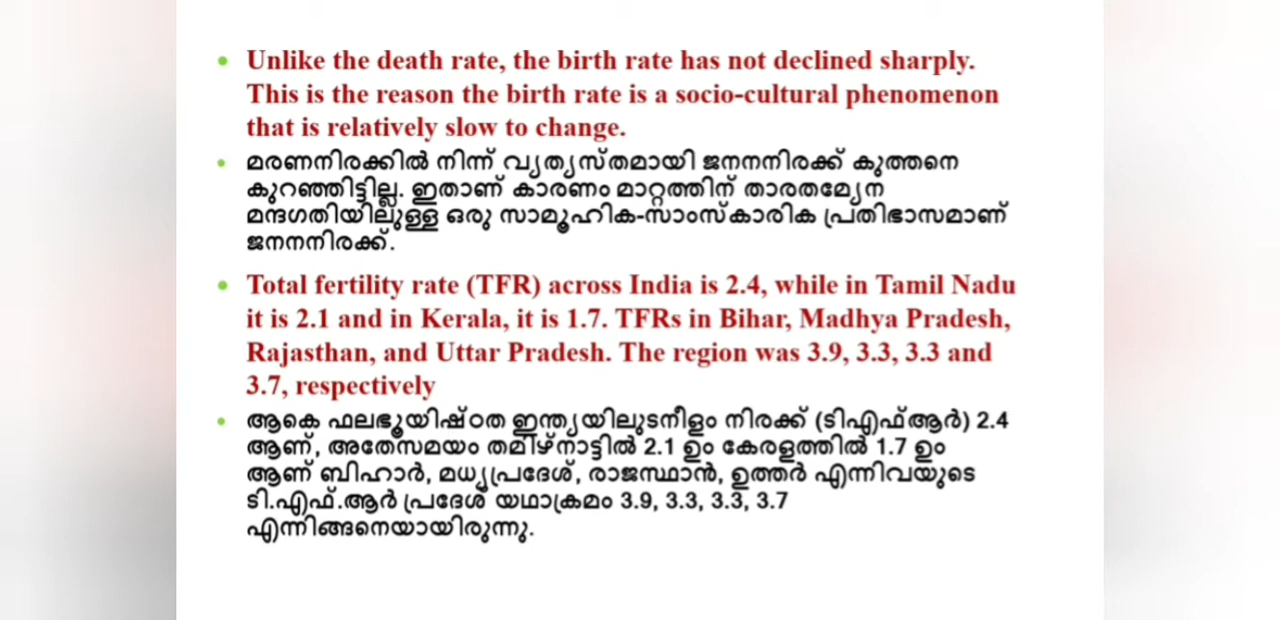 Unlike the death rate, the birth rate has not declined sharply.
This is the reason the birth rate is a socio-cultural phenomenon
that is relatively slow to change.
മരണനിരക്കിൽ നിന്ന് വ്യത്യസ്തമായി ജനനനിരക്ക് കുത്തനെ
കുറഞ്ഞിട്ടില്ല. ഇതാണ് കാരണം മാറ്റത്തിന് താരതമ്യേന
മന്ദഗതിയിലുള്ള ഒരു സാമൂഹിക-സാംസ്കാരിക പ്രതിഭാസമാണ്
ജനനനിരക്ക്.
Total fertility rate (TFR) across India is 2.4, while in Tamil Nadu
it is 2.1 and in Kerala, it is 1.7. TFRs in Bihar, Madhya Pradesh,
Rajasthan, and Uttar Pradesh. The region was 3.9, 3.3, 3.3 and
3.7, respectively
ആകെ ഫലഭൂയിഷ്ഠത ഇന്ത്യയിലുടനീളം നിരക്ക് (ടിഎഫ്ആർ) 2.4
ആണ്, അതേസമയം തമിഴ്നാട്ടിൽ 2.1 ഉം കേരളത്തിൽ 1.7 ഉം
ആണ് ബിഹാർ, മധ്യപ്രദേശ്, രാജസ്ഥാൻ, ഉത്തർ എന്നിവയുടെ
ടി.എഫ്.ആർ പ്രദേശ് യഥാക്രമം 3.9, 3.3, 3.3, 3.7
എന്നിങ്ങനെയായിരുന്നു.